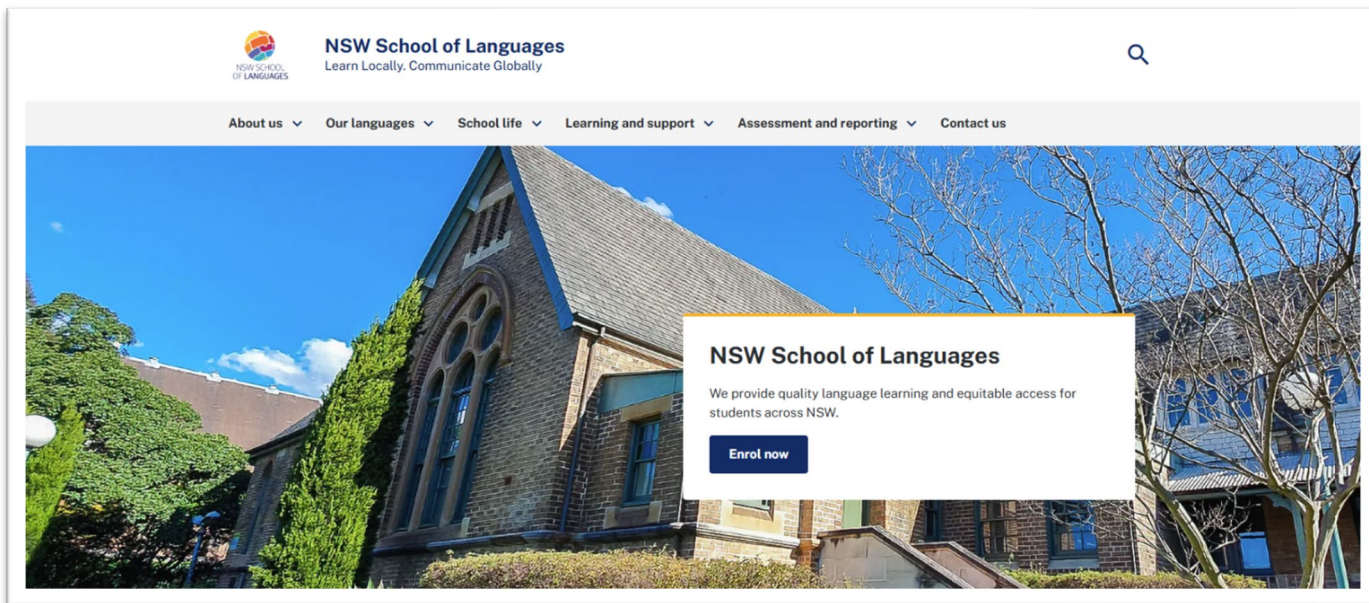 NSW SCHOOL
OF LANGUAGES
NSW School of Languages
Learn Locally. Communicate Globally
About us
Our languages
School life
Learning and support
Assessment and reporting
Contact us
NSW School of Languages
We provide quality language learning and equitable access for
students across NSW.
Enrol now